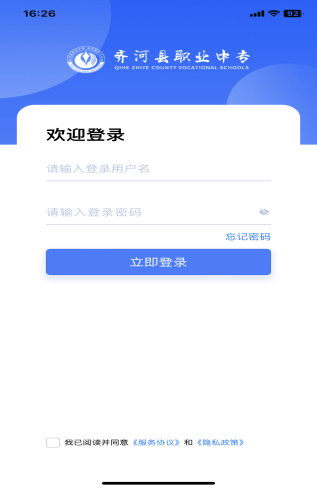 16:26
92
齐河县职业中专
QIHE ZHIYE COUNTY VOCATIONAL SCHOOLS
欢迎登录
请输入登录用户名
请输入登录密码
忘记密码
立即登录
我已阅读并同意《服务协议》和《隐私政策》